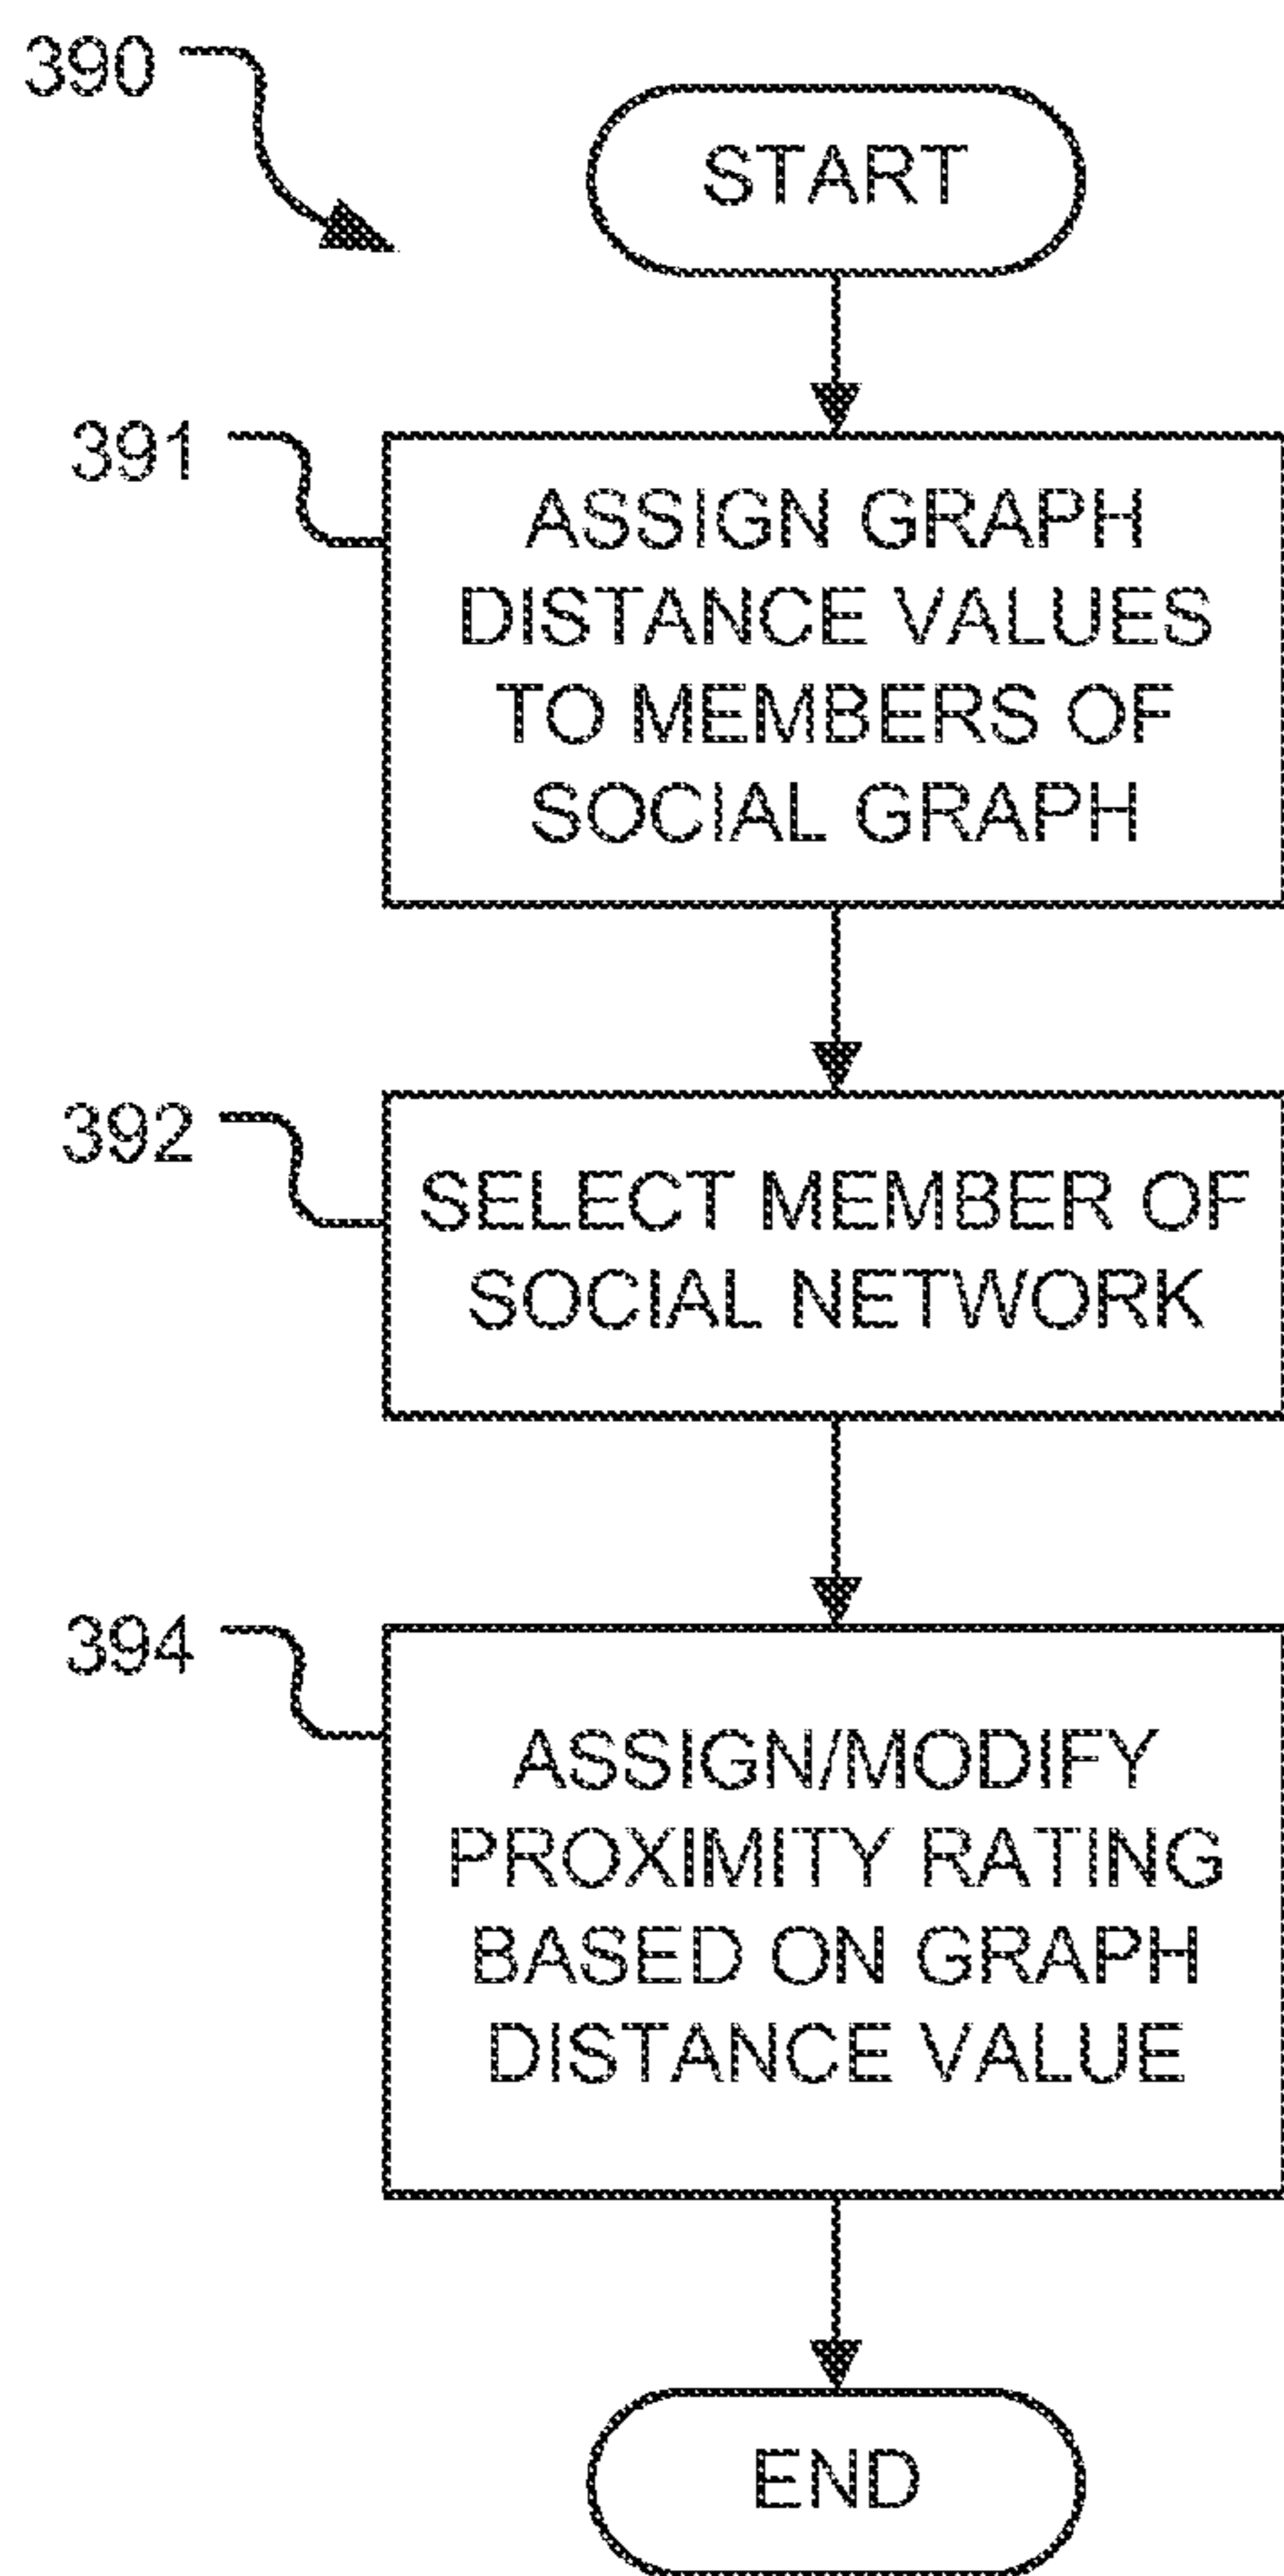 390
START
391
ASSIGN GRAPH
DISTANCE VALUES
TO MEMBERS OF
SOCIAL GRAPH
392
SELECT MEMBER OF
SOCIAL NETWORK
394
ASSIGN/MODIFY
PROXIMITY RATING
BASED ON GRAPH
DISTANCE VALUE
END